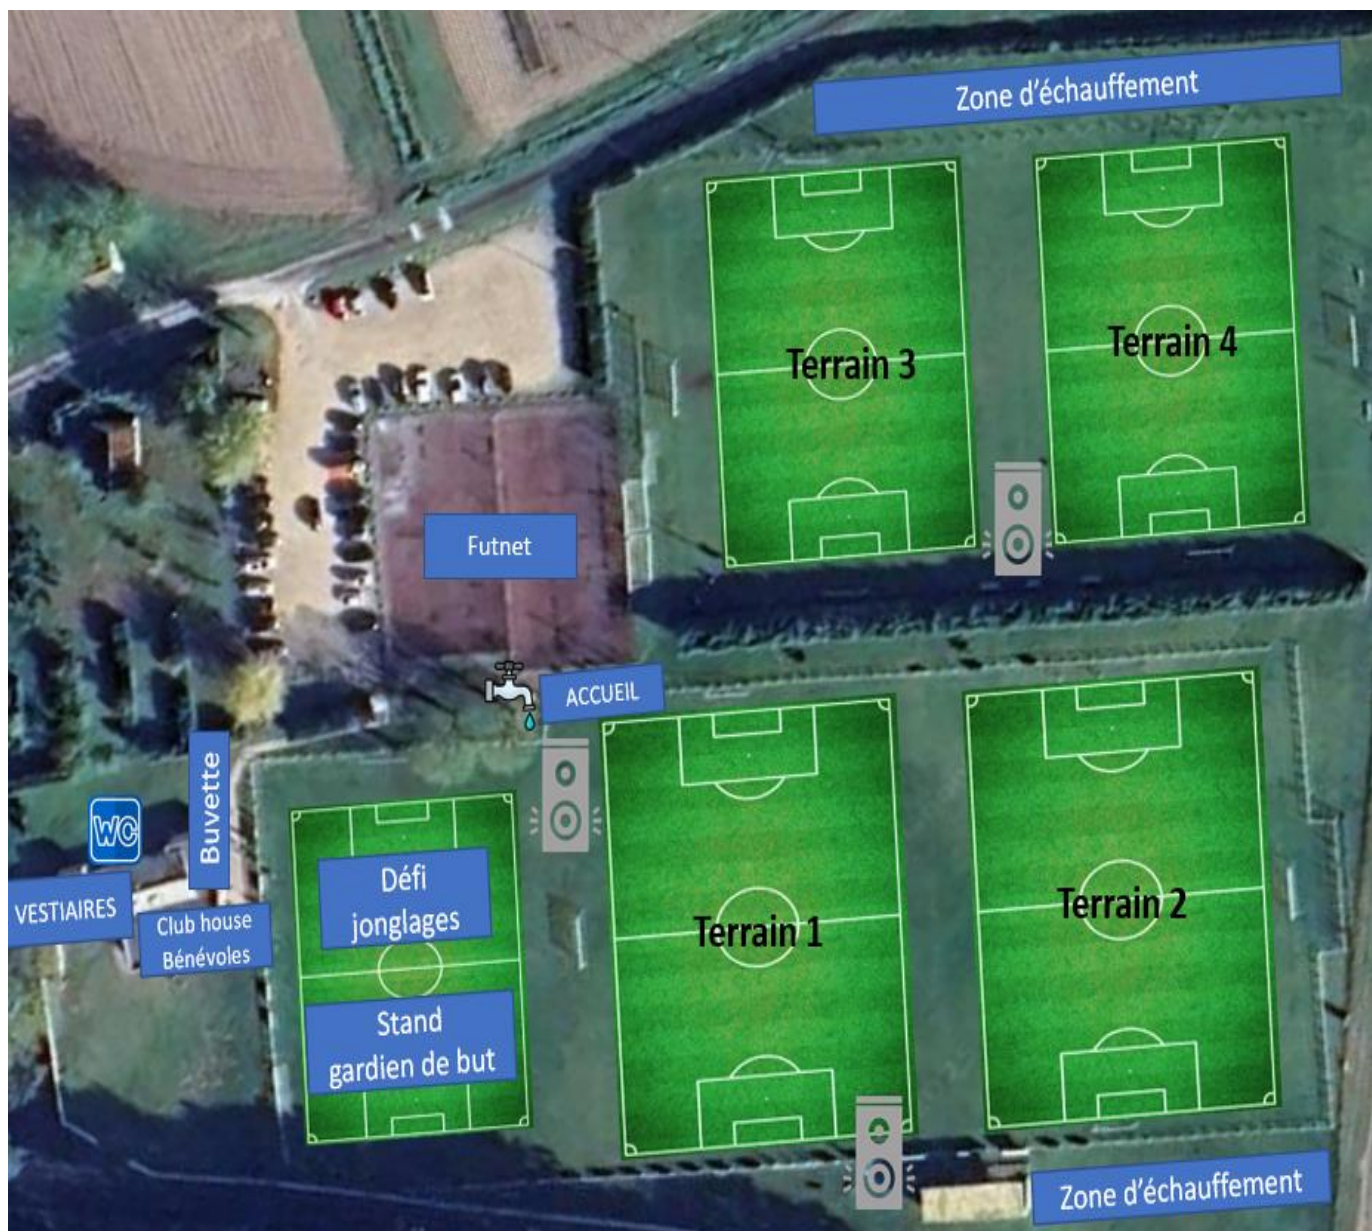 Zone d'échauffement
Terrain 3
Terrain 4
Futnet
ACCUEIL
Buvette
WC
VESTIAIRES
Club house
Bénévoles
Défi
jonglages
Stand
gardien de but
Terrain 1
Terrain 2
Zone d'échauffement